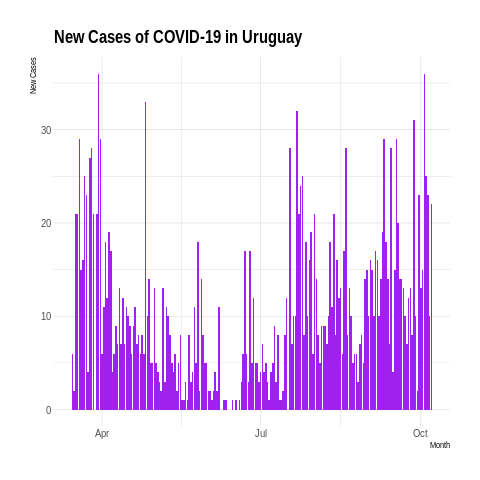 New Cases of COVID-19 in Uruguay
New Cases
30
20
10
0
Apr
Jul
Oct
Month